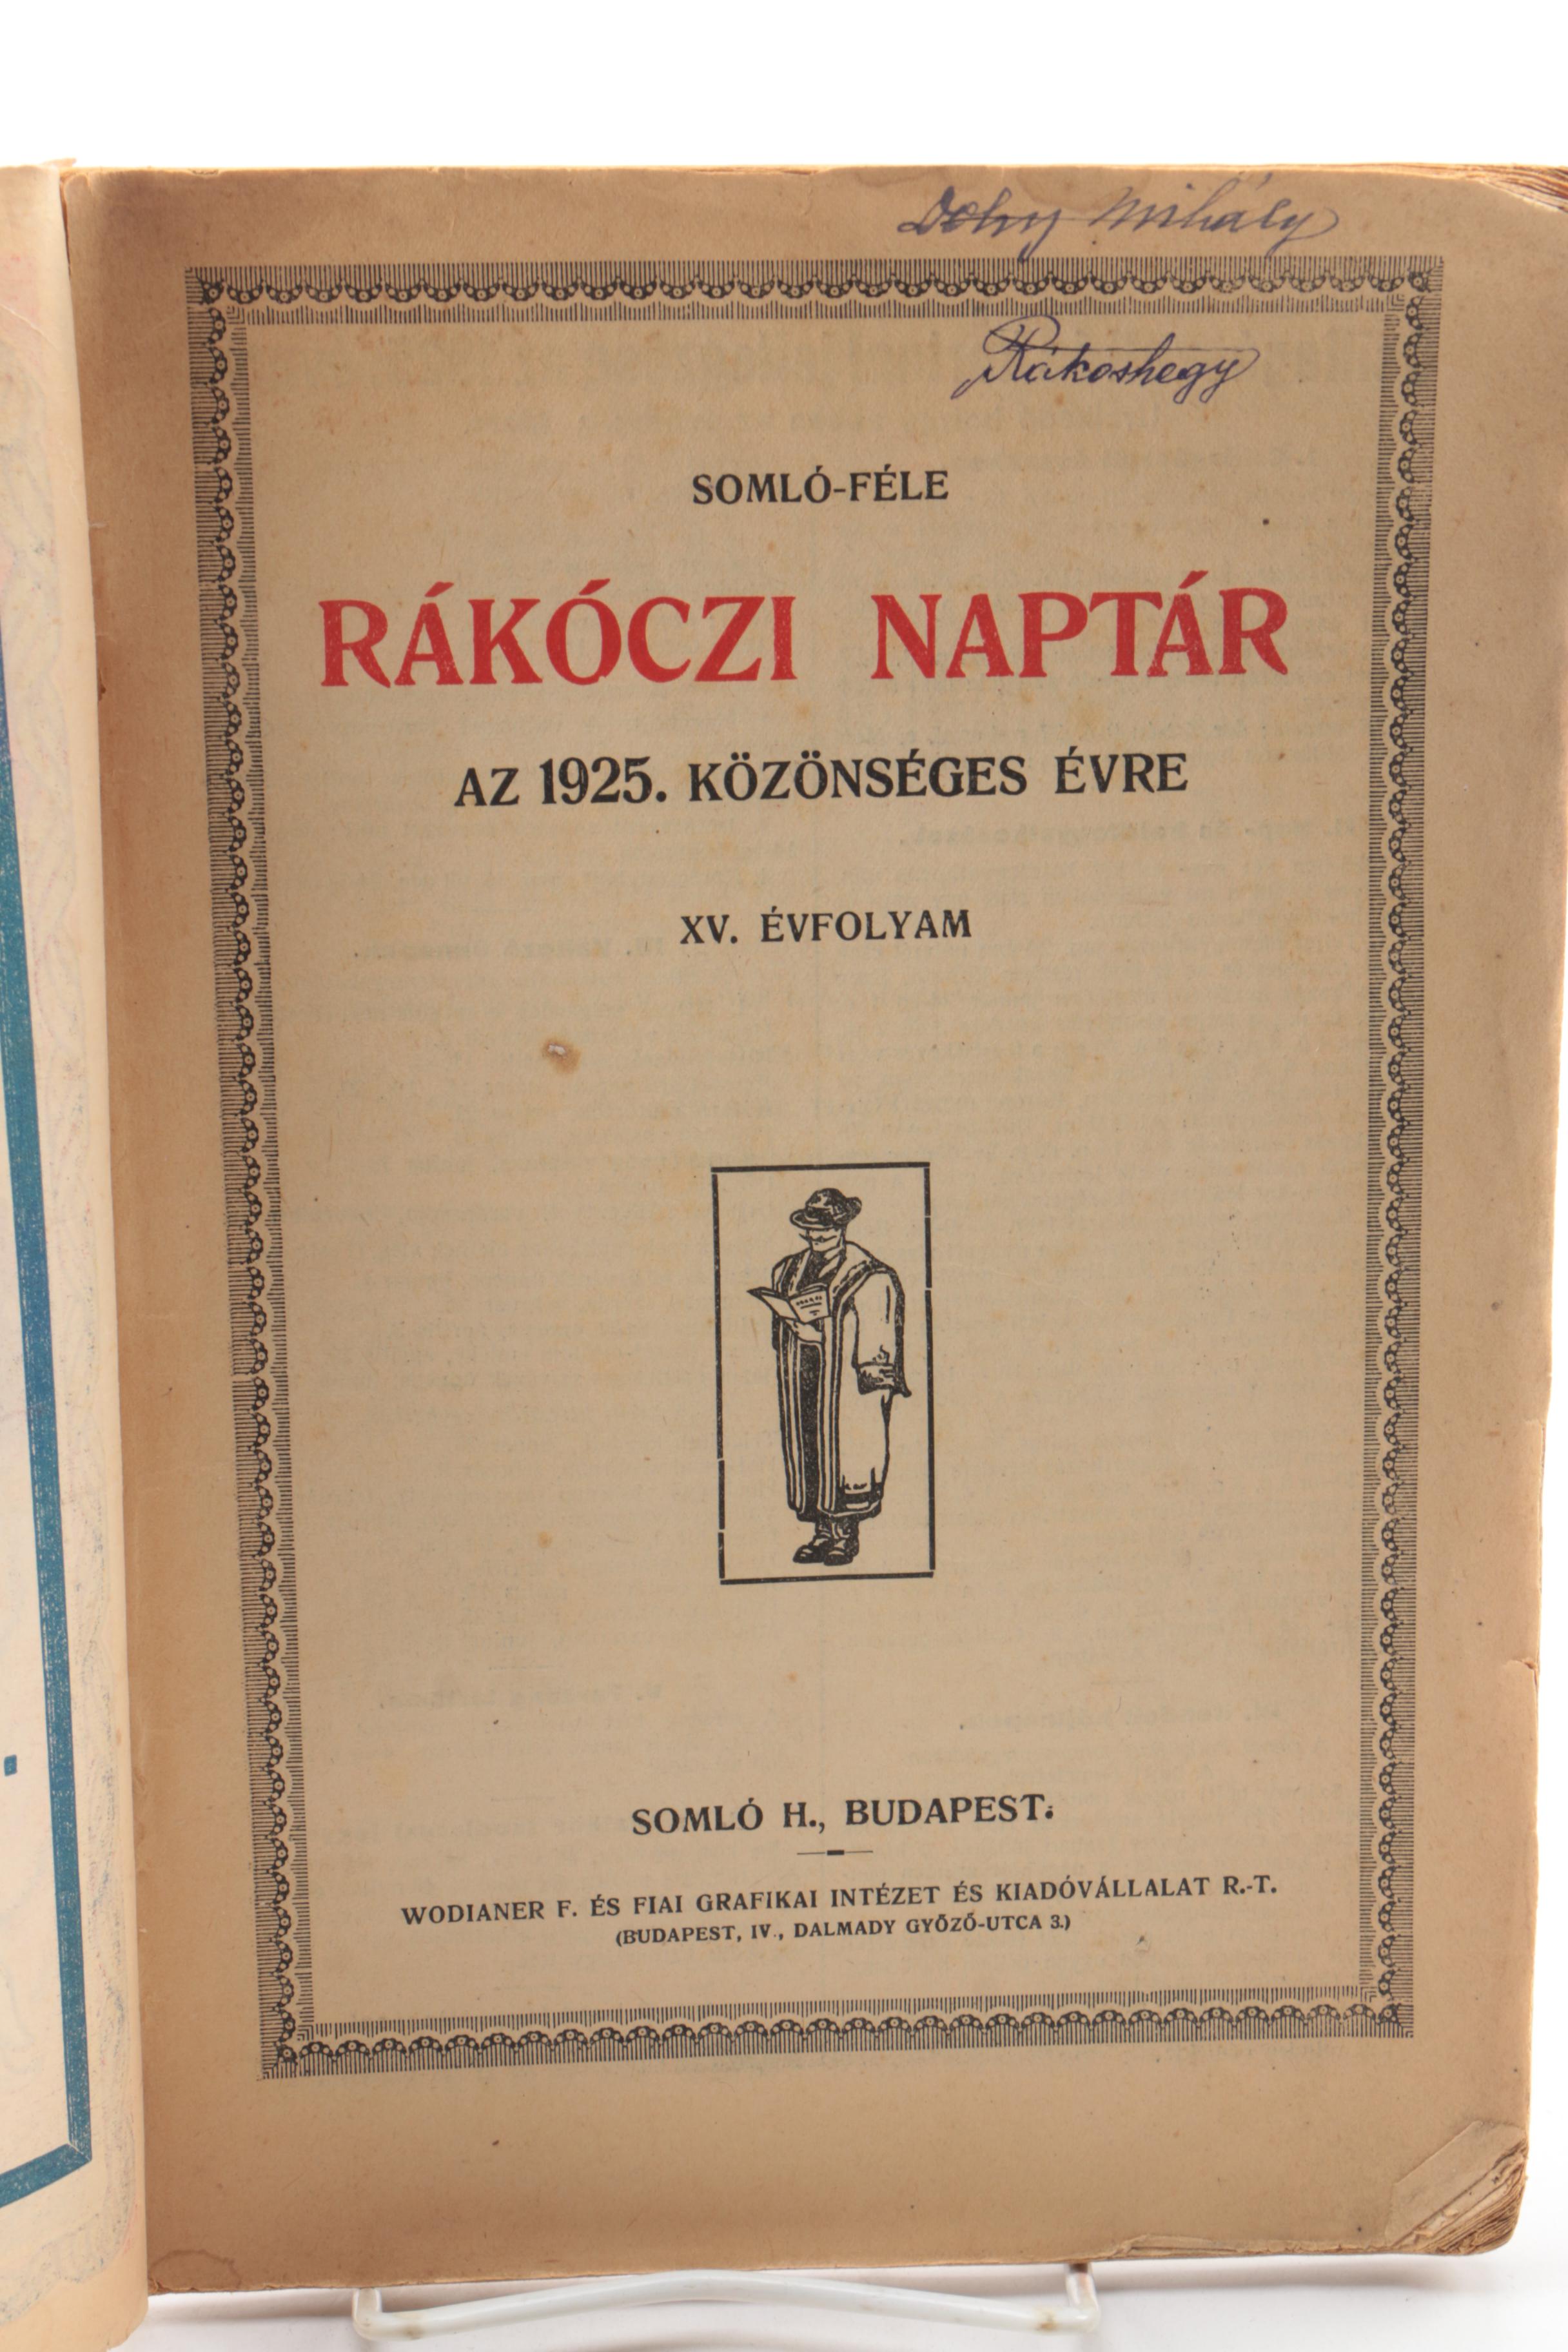 Mihály
Rákoshegy
SOMLÓ-FÉLE
RÁKÓCZI NAPTÁR
AZ 1925. KÖZÖNSÉGES ÉVRE
XV. ÉVFOLYAM
SOMLÓ H., BUDAPEST.
WODIANER F. ÉS FIAI GRAFIKAI INTÉZET ÉS KIADÓVÁLLALAT R.-T.
(BUDAPEST, IV., DALMADY GYŐZŐ-UTCA 3.)